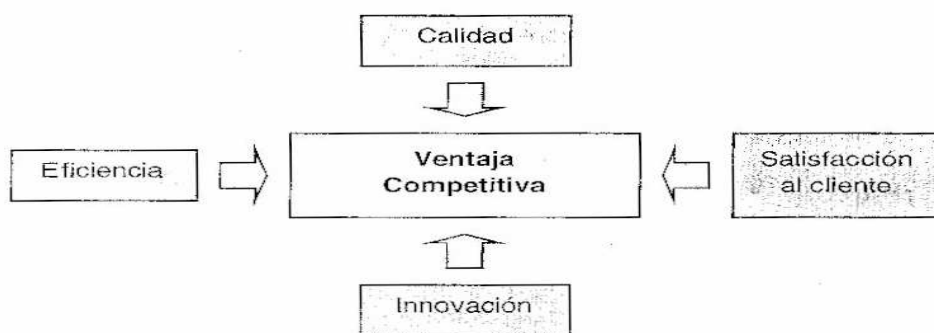 Calidad
Eficiencia
Ventaja
Competitiva
Satisfacción
al cliente
Innovación